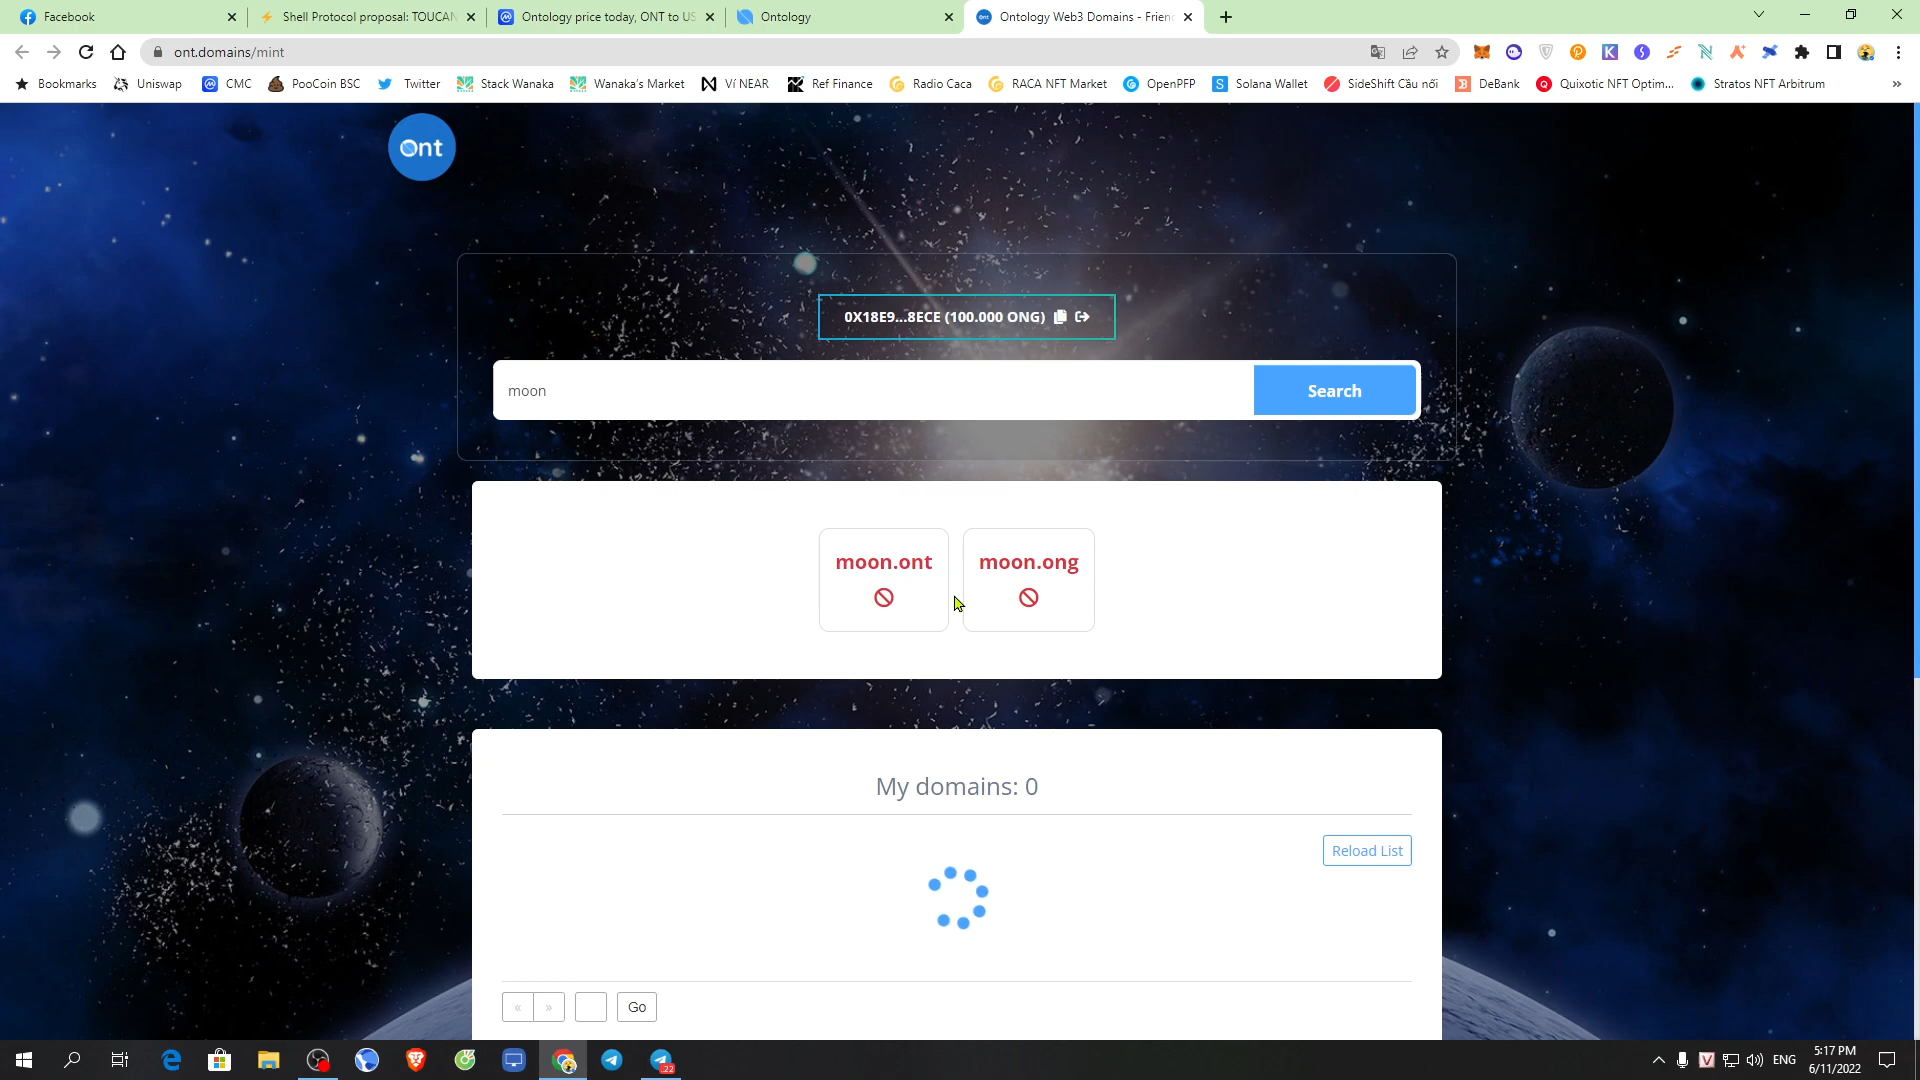 Facebook
Shell Protocol proposal: TOUCAN
Ontology price today, ONT to US
Ontology
Ontology Web3 Domains - Frien
ont.domains/mint
Bookmarks
Uniswap
CMC
PooCoin BSC
Twitter
Stack Wanaka
Wanaka's Market
Ví NEAR
Ref Finance
Radio Caca
RACA NFT Market
OpenPFP
Solana Wallet
SideShift Cầu nối
DeBank
Quixotic NFT Optim...
Stratos NFT Arbitrum
»
Ont
0X18E9...8ECE (100.000 ONG)
moon
Search
moon.ont
moon.ong
My domains: 0
Reload List
« »
Go
22
ENG
5:17 PM
6/11/2022